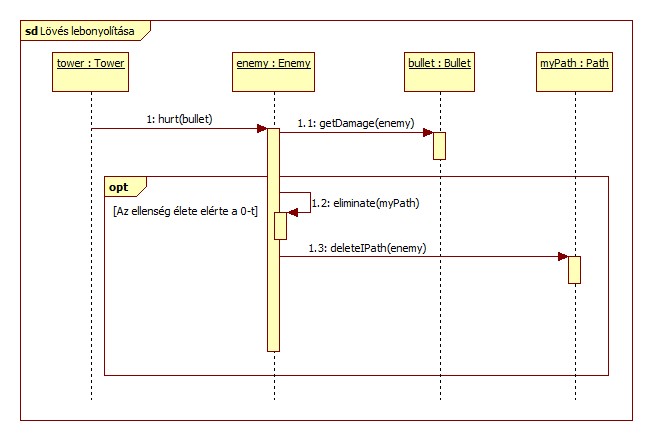 sd Lövés lebonyolítása
tower : Tower
enemy : Enemy
bullet : Bullet
myPath : Path
1: hurt(bullet)
1.1: getDamage(enemy)
opt
[Az ellenség élete elérte a 0-t]
1.2: eliminate(myPath)
1.3: deleteIPath(enemy)